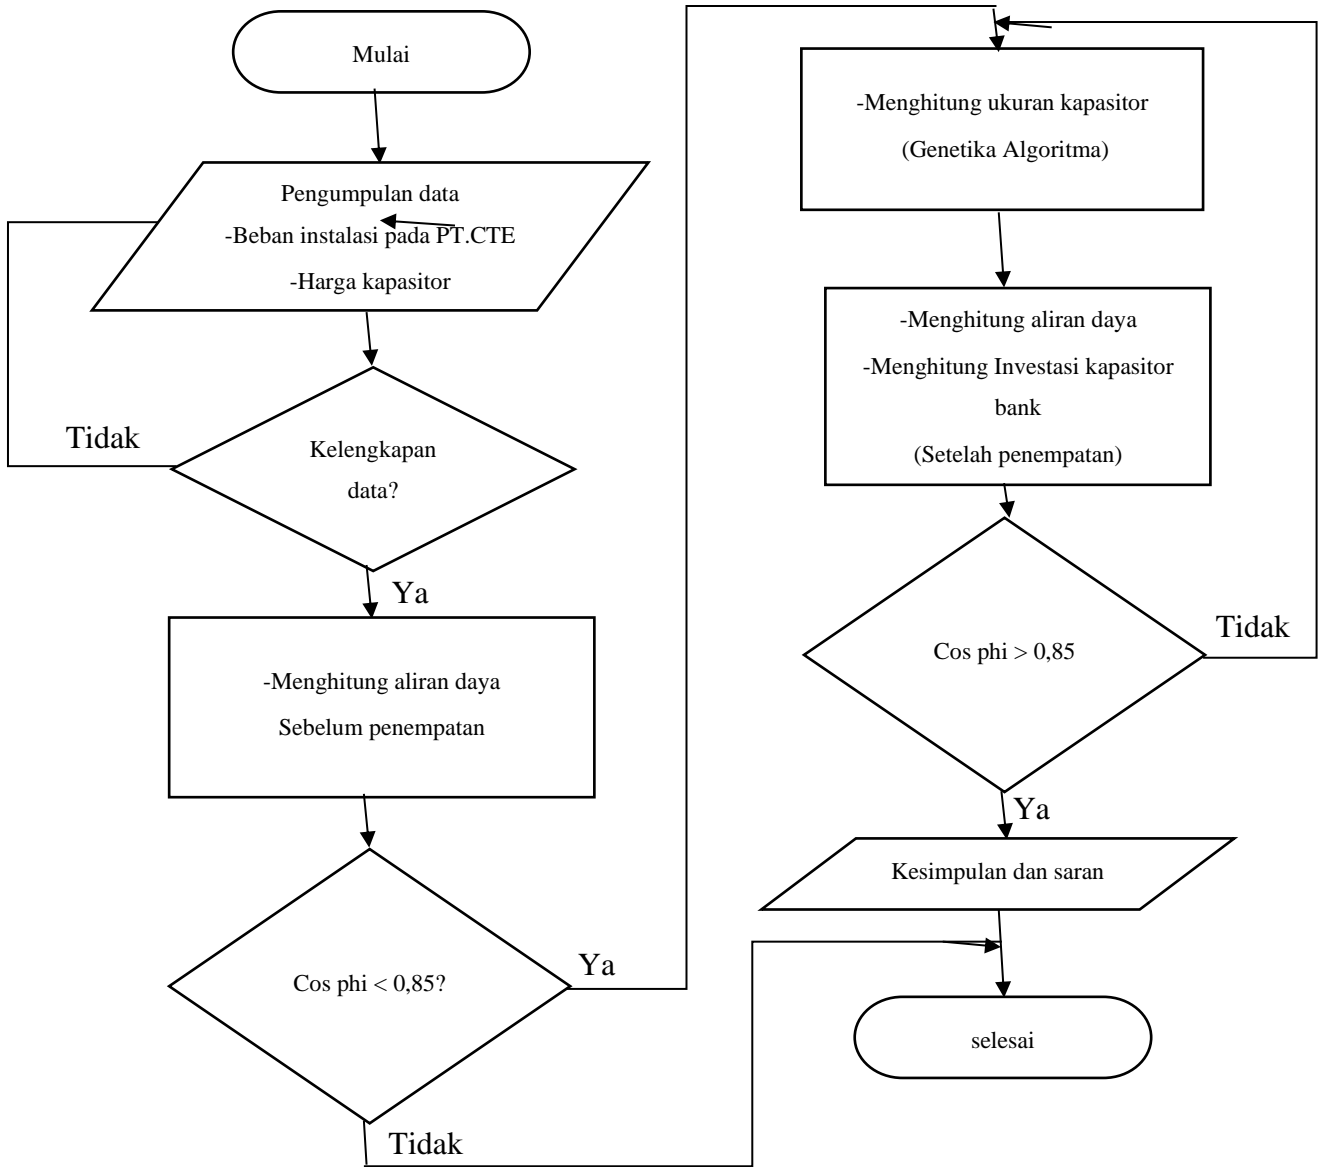 Mulai
Pengumpulan data
-Beban instalasi pada PT.CTE
-Harga kapasitor
Tidak
Kelengkapan
data?
Ya
-Menghitung aliran daya
Sebelum penempatan
Cos phi < 0,85?
Ya
Tidak
-Menghitung ukuran kapasitor
(Genetika Algoritma)
-Menghitung aliran daya
-Menghitung Investasi kapasitor
bank
(Setelah penempatan)
Cos phi > 0,85
Tidak
Ya
Kesimpulan dan saran
selesai